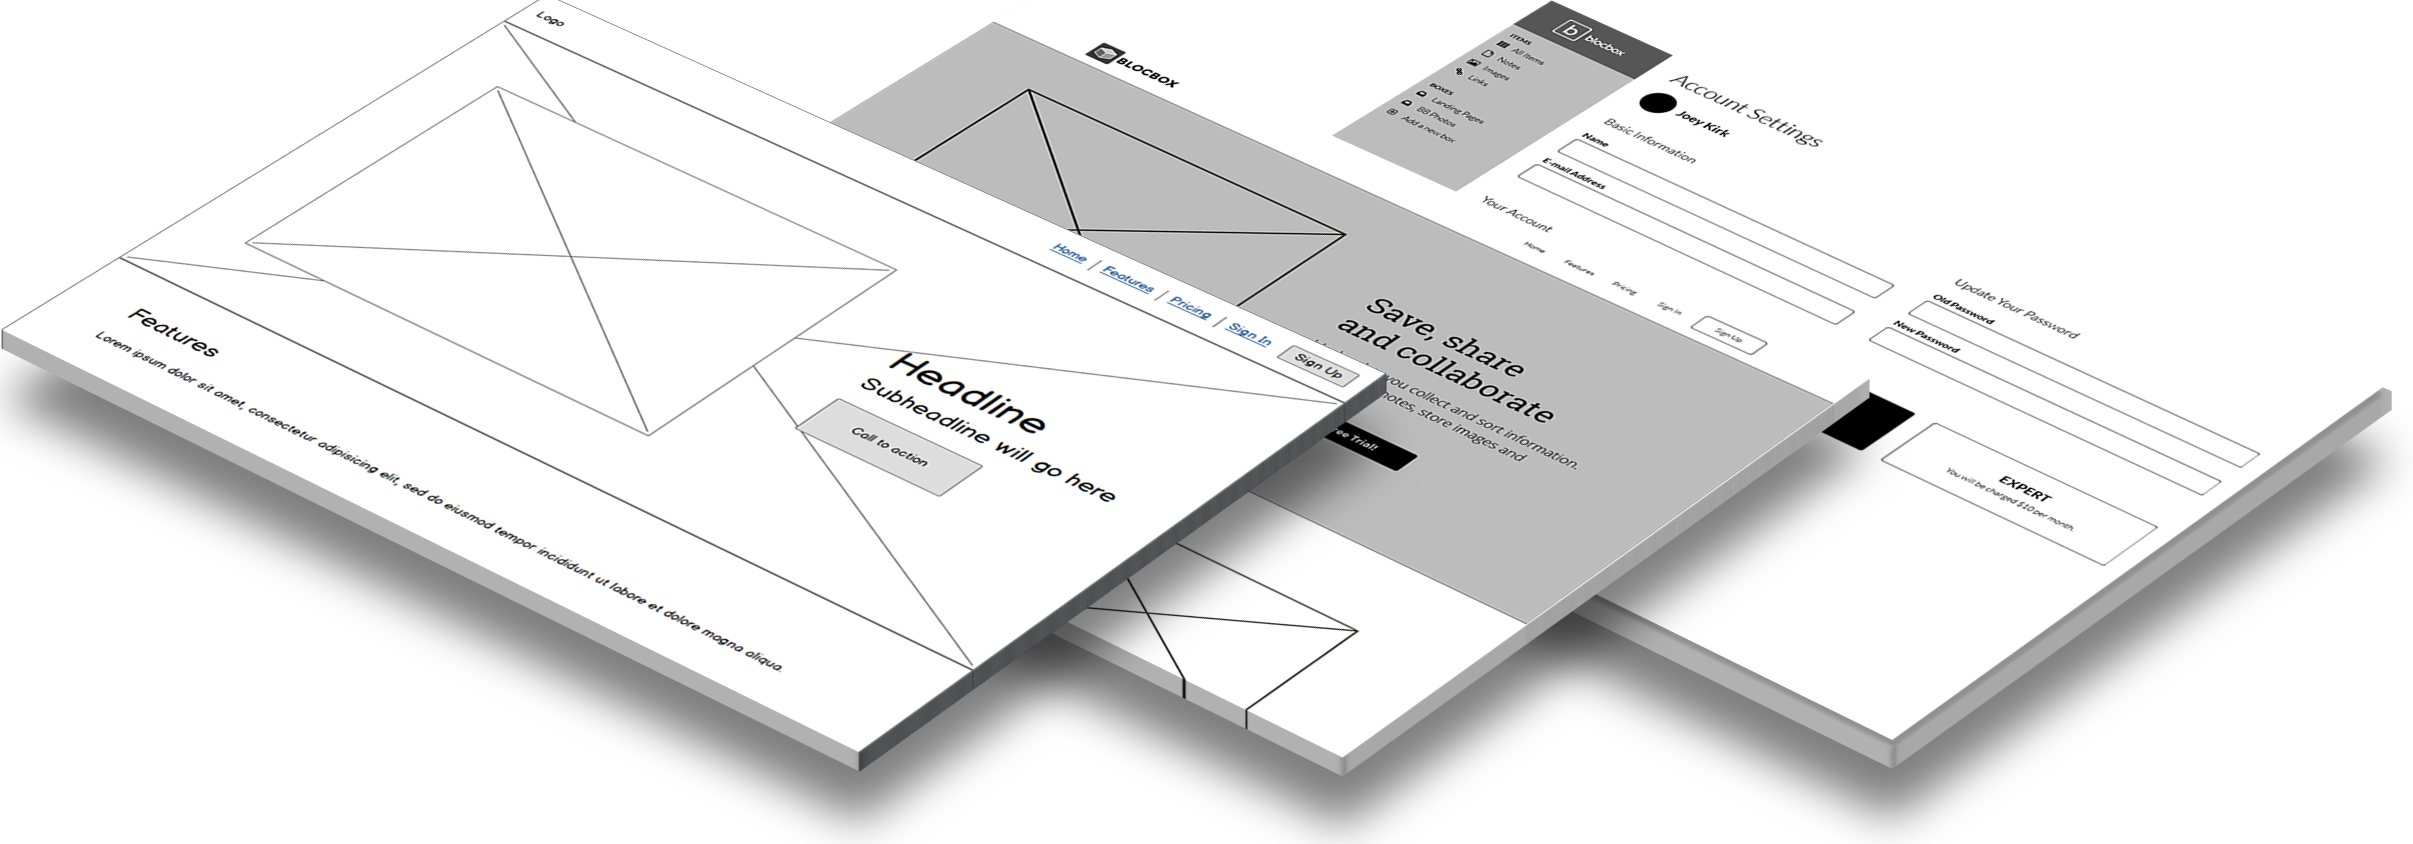 Logo
Home | Features | Pricing | Sign In
Sign Up
Headline
Subheadline will go here
Call to action
Features
Lorem ipsum dolor sit amet, consectetur adipisicing elit, sed do eiusmod tempor incididunt ut labore et dolore magna aliqua.
BLOCBOX
Home
Features
Pricing
Sign In
Sign Up
Save, share
and collaborate
you collect and sort information.
notes, store images and
Trial!
b blocbox
ITEMS
All Items
Notes
Images
Links
BOXES
Landing Pages
BB Photos
Add a new box
Account Settings
Joey Kirk
Basic Information
Name
E-mail Address
Your Account
Update Your Password
Old Password
New Password
EXPERT
You will be charged $10 per month.